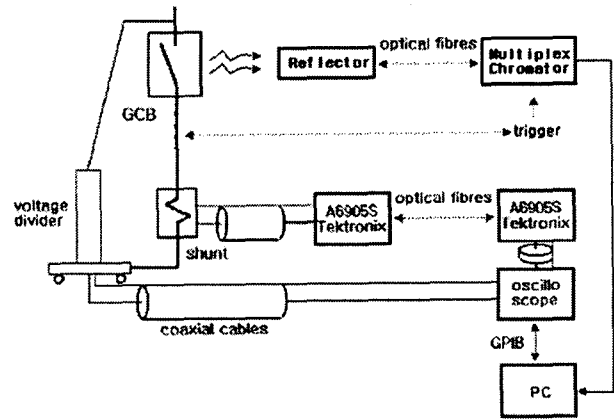 optical fibres
Reflector
Multiplex
Chromator
GCB
trigger
voltage
divider
optical fibres
A6905S
Tektronix
A6905S
Tektronix
shunt
oscillo
scope
coaxial cables
GPIB
PC